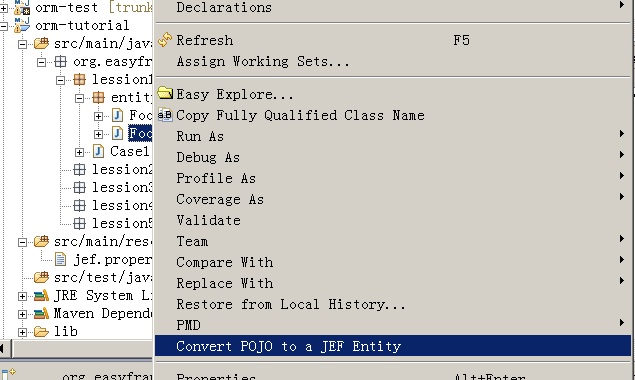 Declarations
orm-test [trunk
orm-tutorial
Refresh F5
src/main/java
Assign Working Sets...
org.easyfra
lession1
Easy Explore...
entity
Foo
Copy Fully Qualified Class Name
Foo
Run As
Case1
Debug As
lession2
Profile As
lession3
Coverage As
lession4
Validate
lession5
Team
src/main/reso
Compare With
jef.proper
Replace With
src/test/java
Restore from Local History...
JRE System Li
Maven Depende
PMD
lib
Convert POJO to a JEF Entity
org.easyfram
Properties Alt+Enter